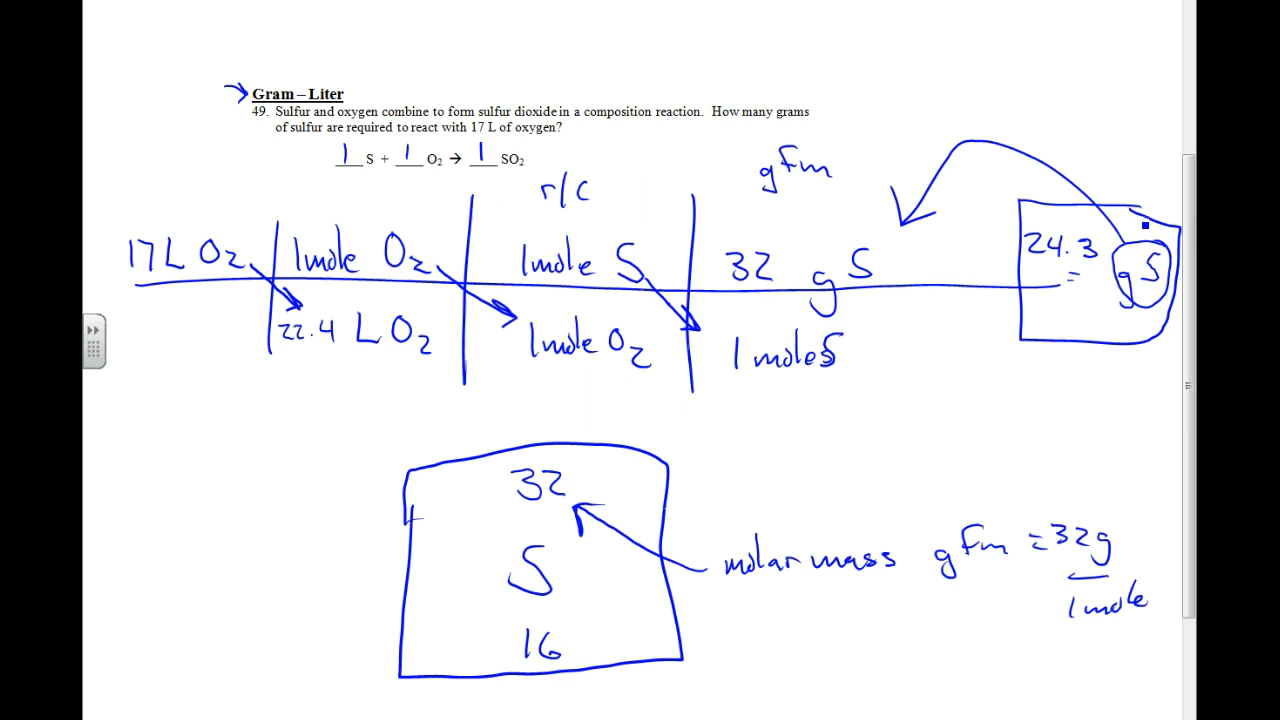 Gram – Liter
49. Sulfur and oxygen combine to form sulfur dioxide in a composition reaction. How many grams
of sulfur are required to react with 17 L of oxygen?
1 S + 1 O₂ → 1 SO₂
r/c
gfm
17 L O₂ 1 mole O₂ 1 mole S 32 g S 24.3 = g S
22.4 L O₂ 1 mole O₂ 1 mole S
32
S
16
molar mass gfm = 32g
1 mole